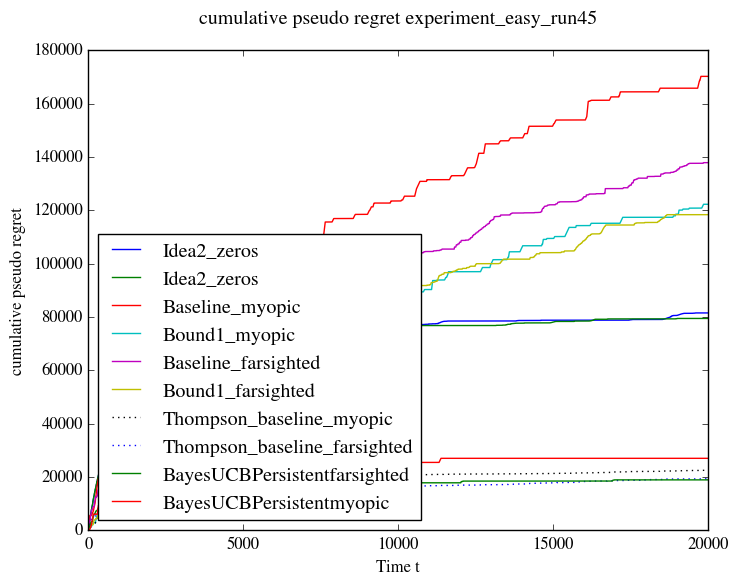 cumulative pseudo regret experiment_easy_run45
180000
160000
140000
120000
100000
80000
60000
40000
20000
0
cumulative pseudo regret
Idea2_zeros
Idea2_zeros
Baseline_myopic
Bound1_myopic
Baseline_farsighted
Bound1_farsighted
Thompson_baseline_myopic
Thompson_baseline_farsighted
BayesUCBPersistentfarsighted
BayesUCBPersistentmyopic
0 5000 10000 15000 20000
Time t